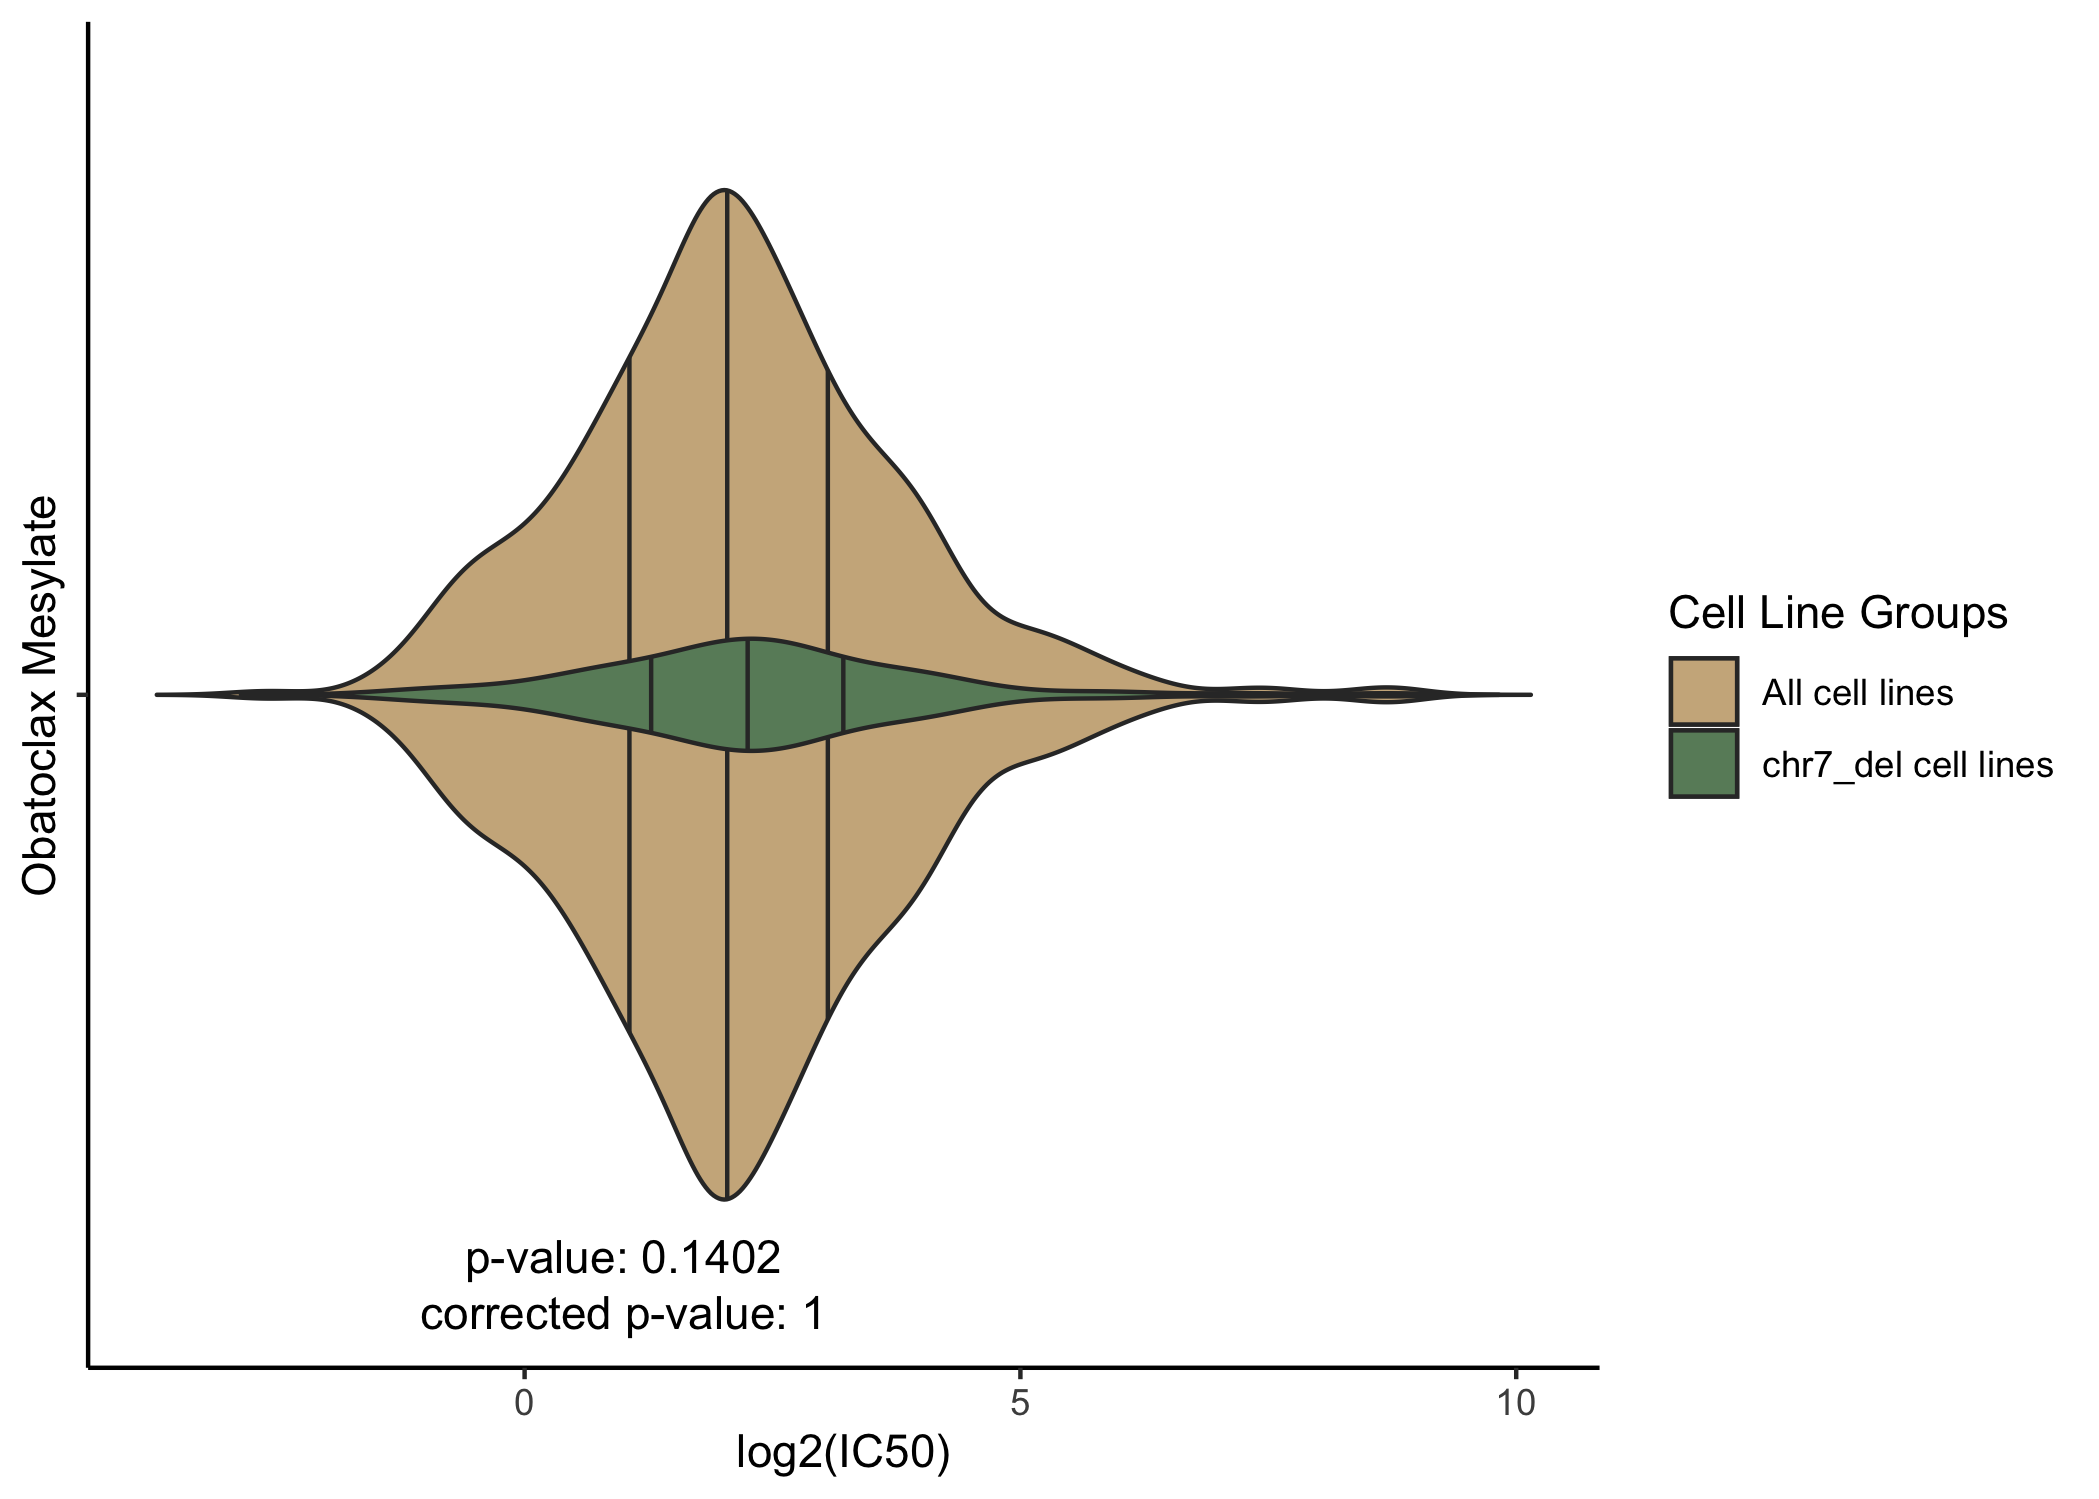 Obatoclax Mesylate
Cell Line Groups
All cell lines
chr7_del cell lines
p-value: 0.1402
corrected p-value: 1
0
5
10
log2(IC50)